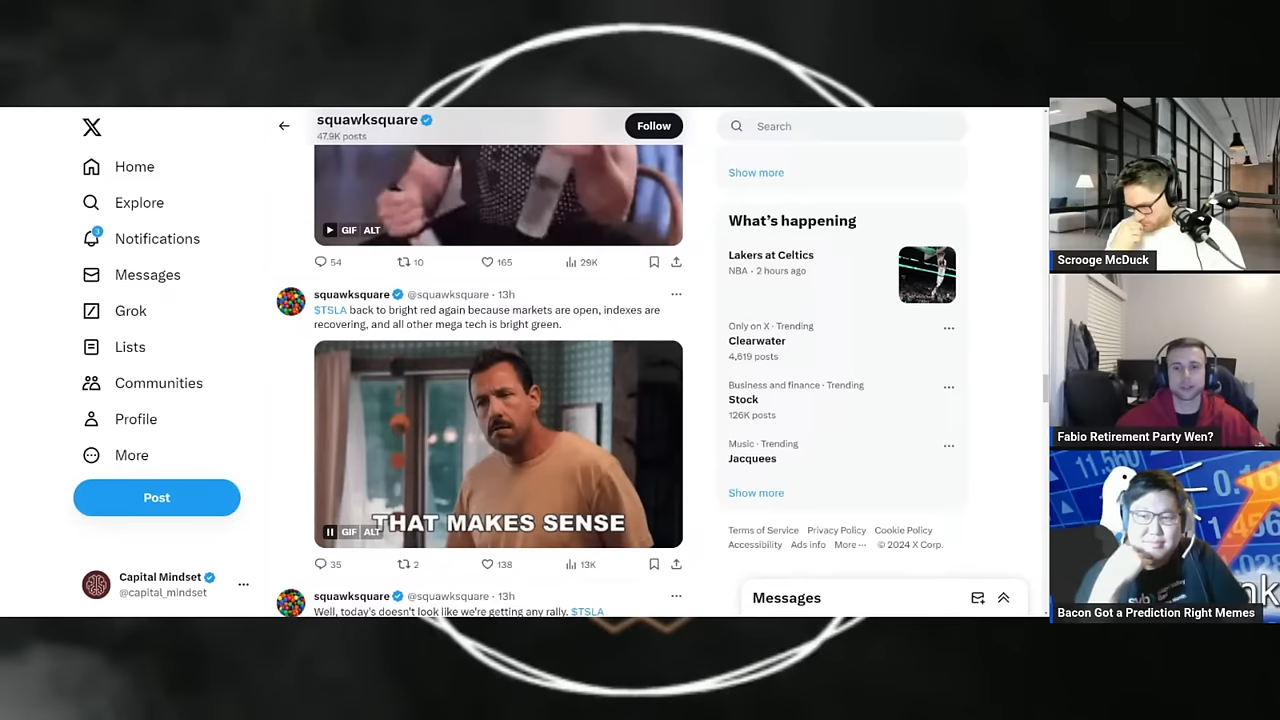 squawksquare
47.9K posts
Follow
Search
Home
Explore
3
Notifications
Messages
Grok
Lists
Communities
Profile
More
Post
Capital Mindset
@capital_mindset
GIF ALT
54
10
165
29K
squawksquare @squawksquare · 13h
$TSLA back to bright red again because markets are open, indexes are
recovering, and all other mega tech is bright green.
THAT MAKES SENSE
GIF ALT
35
2
138
13K
squawksquare @squawksquare · 13h
Well, today's doesn't look like we're getting any rally. $TSLA
Show more
What's happening
Lakers at Celtics
NBA · 2 hours ago
Only on X · Trending
Clearwater
4,619 posts
Business and finance · Trending
Stock
126K posts
Music · Trending
Jacquees
Show more
Terms of Service Privacy Policy Cookie Policy
Accessibility Ads info More ··· © 2024 X Corp.
Messages
Scrooge McDuck
Fabio Retirement Party Wen?
11.560
0.16
Bacon Got a Prediction Right Memes